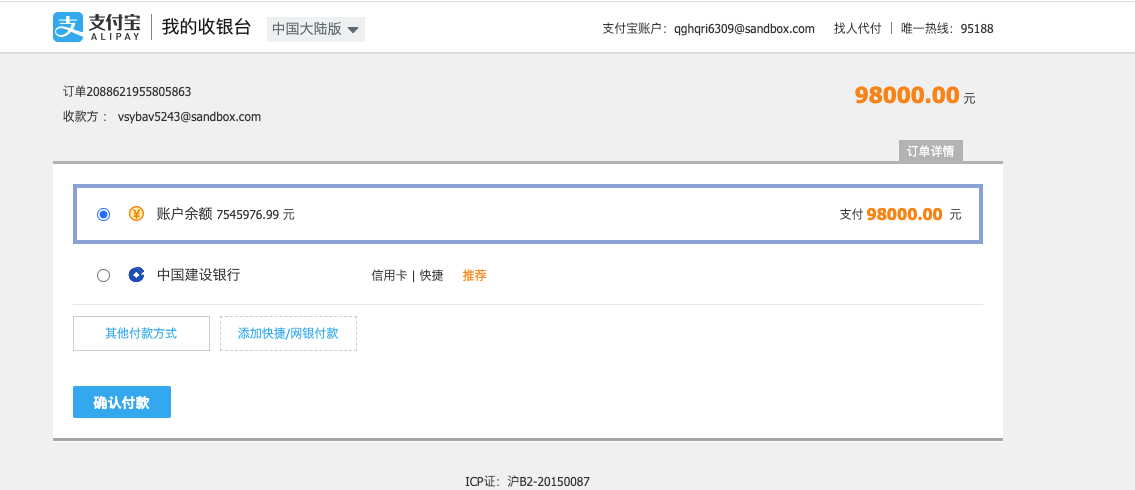 支付宝 ALIPAY 我的收银台 中国大陆版 支付宝账户：qghqri6309@sandbox.com 找人代付 | 唯一热线：95188
订单2088621955805863 98000.00 元
收款方： vsybav5243@sandbox.com
订单详情
账户余额 7545976.99 元 支付 98000.00 元
中国建设银行 信用卡 | 快捷 推荐
其他付款方式 添加快捷/网银付款
确认付款
ICP证：沪B2-20150087